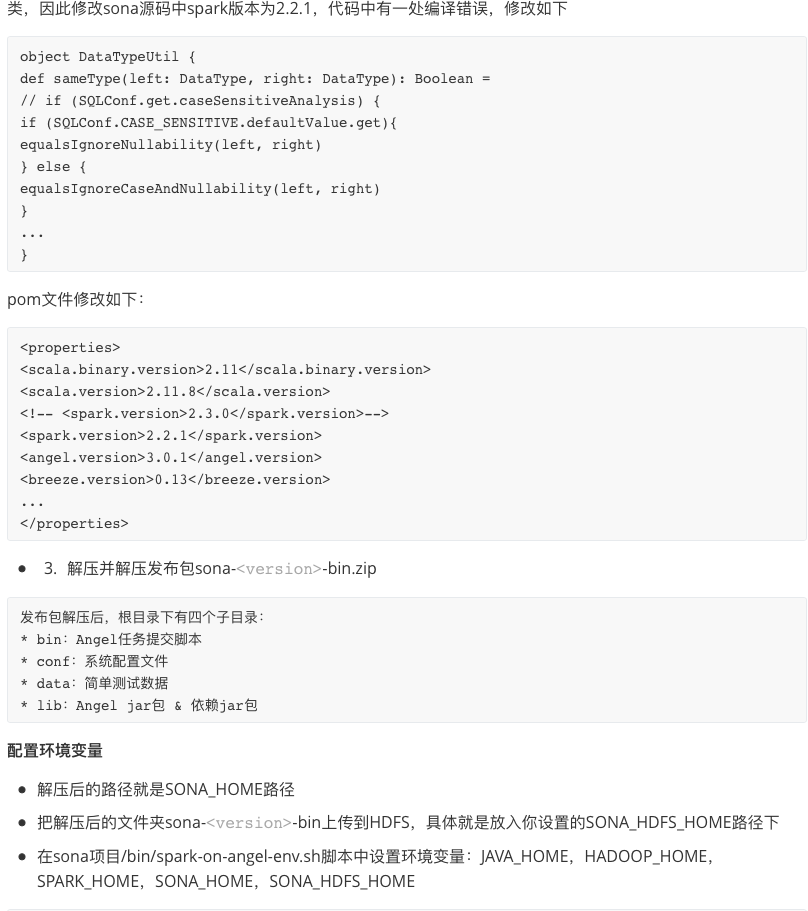 类，因此修改sona源码中spark版本为2.2.1，代码中有一处编译错误，修改如下
object DataTypeUtil {
def sameType(left: DataType, right: DataType): Boolean =
// if (SQLConf.get.caseSensitiveAnalysis) {
if (SQLConf.CASE_SENSITIVE.defaultValue.get){
equalsIgnoreNullability(left, right)
} else {
equalsIgnoreCaseAndNullability(left, right)
}
...
}
pom文件修改如下：
<properties>
<scala.binary.version>2.11</scala.binary.version>
<scala.version>2.11.8</scala.version>
<!-- <spark.version>2.3.0</spark.version>-->
<spark.version>2.2.1</spark.version>
<angel.version>3.0.1</angel.version>
<breeze.version>0.13</breeze.version>
...
</properties>
● 3. 解压并解压发布包sona-<version>-bin.zip
发布包解压后，根目录下有四个子目录：
* bin：Angel任务提交脚本
* conf：系统配置文件
* data：简单测试数据
* lib：Angel jar包 & 依赖jar包
配置环境变量
● 解压后的路径就是SONA_HOME路径
● 把解压后的文件夹sona-<version>-bin上传到HDFS，具体就是放入你设置的SONA_HDFS_HOME路径下
● 在sona项目/bin/spark-on-angel-env.sh脚本中设置环境变量：JAVA_HOME，HADOOP_HOME，
SPARK_HOME，SONA_HOME，SONA_HDFS_HOME